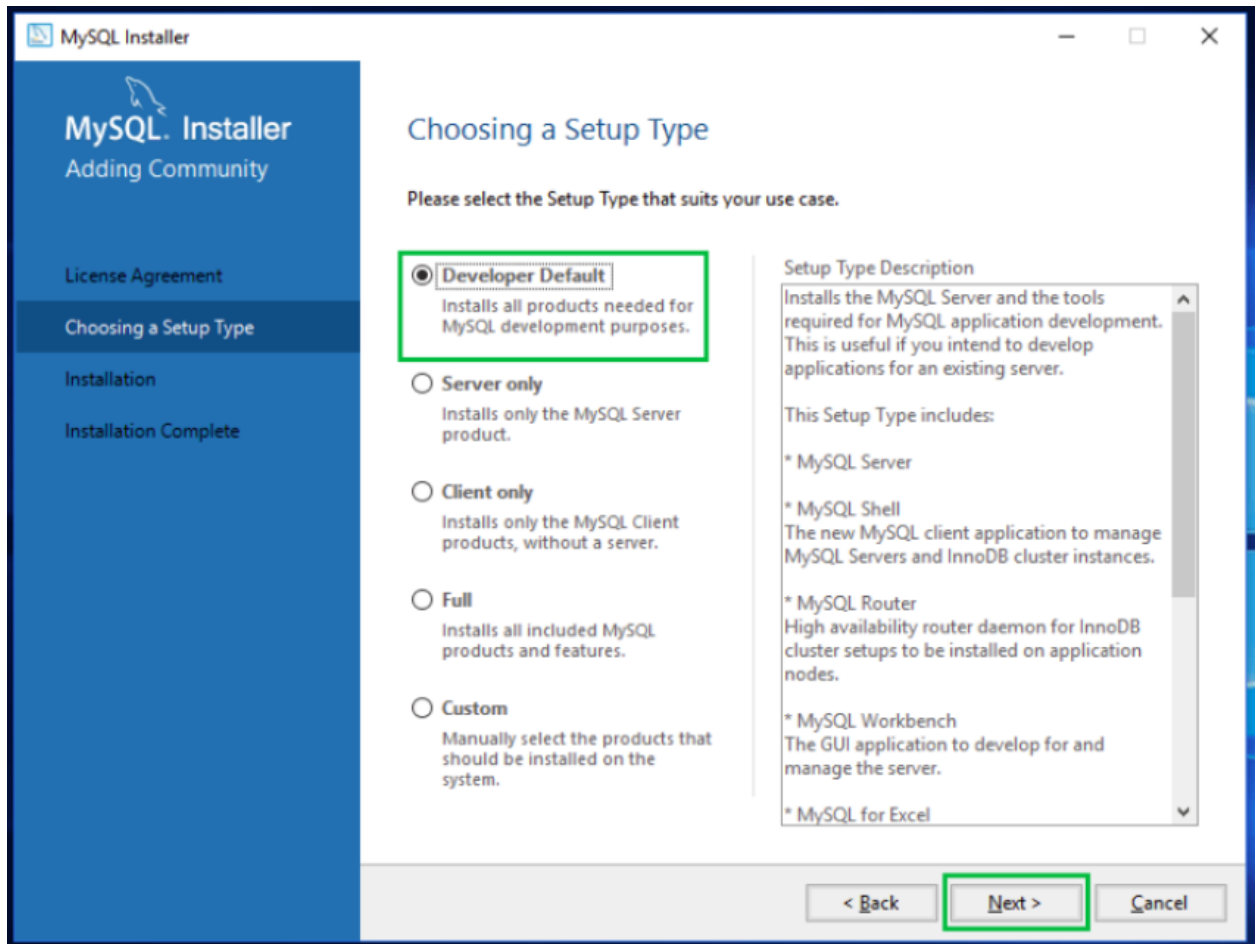 MySQL Installer
MySQL. Installer
Adding Community
License Agreement
Choosing a Setup Type
Installation
Installation Complete
Choosing a Setup Type
Please select the Setup Type that suits your use case.
Developer Default
Installs all products needed for
MySQL development purposes.
Server only
Installs only the MySQL Server
product.
Client only
Installs only the MySQL Client
products, without a server.
Full
Installs all included MySQL
products and features.
Custom
Manually select the products that
should be installed on the
system.
Setup Type Description
Installs the MySQL Server and the tools
required for MySQL application development.
This is useful if you intend to develop
applications for an existing server.
This Setup Type includes:
* MySQL Server
* MySQL Shell
The new MySQL client application to manage
MySQL Servers and InnoDB cluster instances.
* MySQL Router
High availability router daemon for InnoDB
cluster setups to be installed on application
nodes.
* MySQL Workbench
The GUI application to develop for and
manage the server.
* MySQL for Excel
< Back
Next >
Cancel